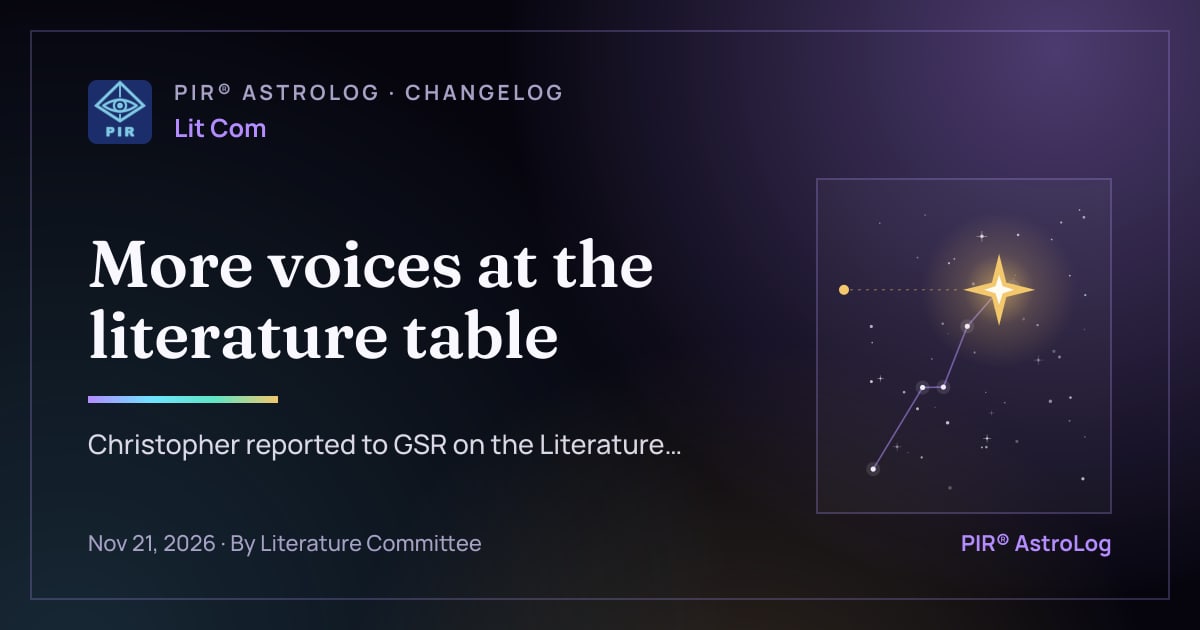 PIR
PIR® ASTROLOG · CHANGELOG
Lit Com
More voices at the
literature table
Christopher reported to GSR on the Literature…
Nov 21, 2026 · By Literature Committee
PIR® AstroLog